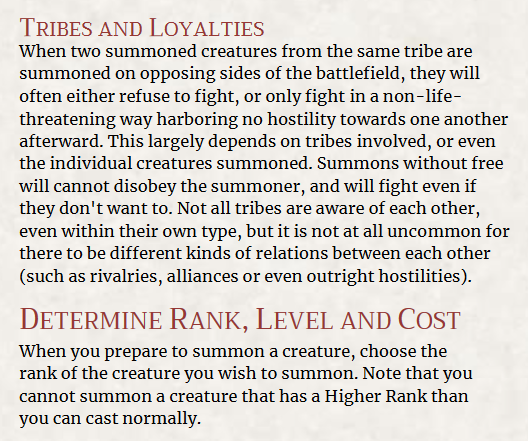 Tribes and Loyalties
When two summoned creatures from the same tribe are
summoned on opposing sides of the battlefield, they will
often either refuse to fight, or only fight in a non-life-
threatening way harboring no hostility towards one another
afterward. This largely depends on tribes involved, or even
the individual creatures summoned. Summons without free
will cannot disobey the summoner, and will fight even if
they don't want to. Not all tribes are aware of each other,
even within their own type, but it is not at all uncommon for
there to be different kinds of relations between each other
(such as rivalries, alliances or even outright hostilities).
Determine Rank, Level and Cost
When you prepare to summon a creature, choose the
rank of the creature you wish to summon. Note that you
cannot summon a creature that has a Higher Rank than
you can cast normally.